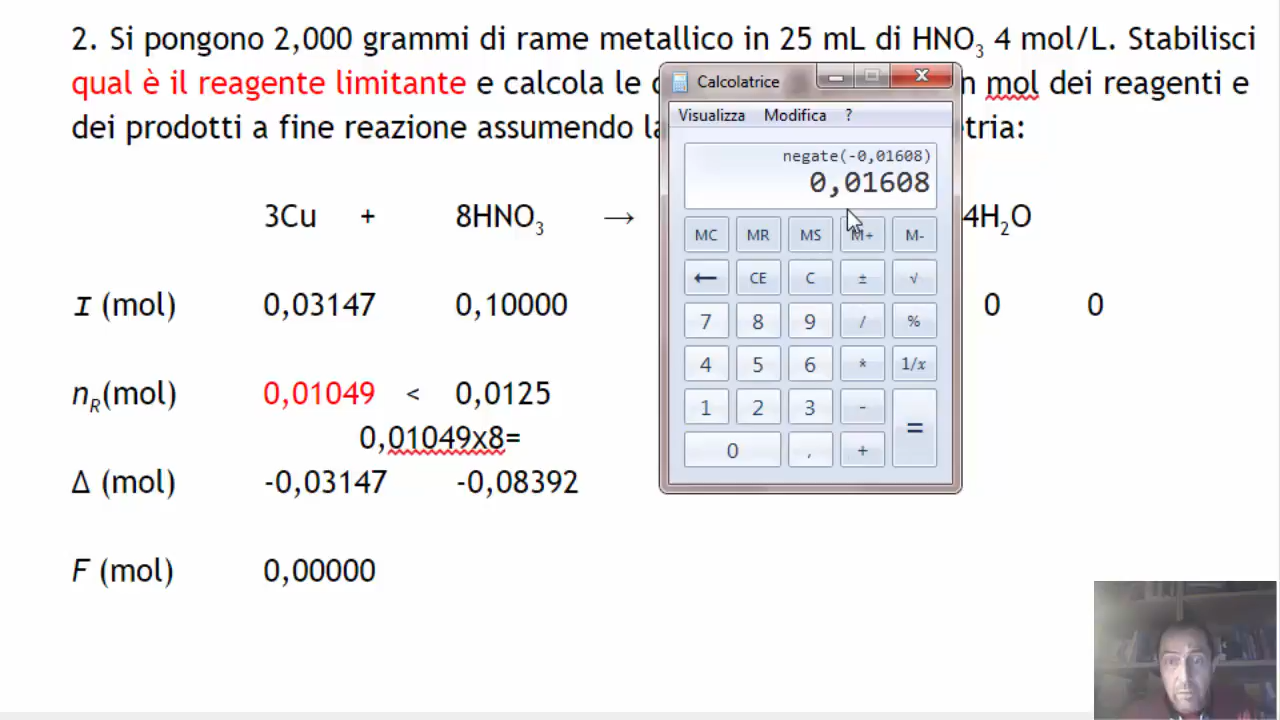 2. Si pongono 2,000 grammi di rame metallico in 25 mL di HNO₃ 4 mol/L. Stabilisci
qual è il reagente limitante e calcola le mol dei reagenti e
dei prodotti a fine reazione assumendo
3Cu + 8HNO₃ → 4H₂O
I (mol) 0,03147 0,10000 0 0
nR(mol) 0,01049 < 0,0125
0,01049x8=
Δ (mol) -0,03147 -0,08392
F (mol) 0,00000
Calcolatrice
Visualizza Modifica ?
negate(-0,01608)
0,01608
MC MR MS M+ M-
← CE C ± √
7 8 9 / %
4 5 6 * 1/x
1 2 3 - =
0 , +